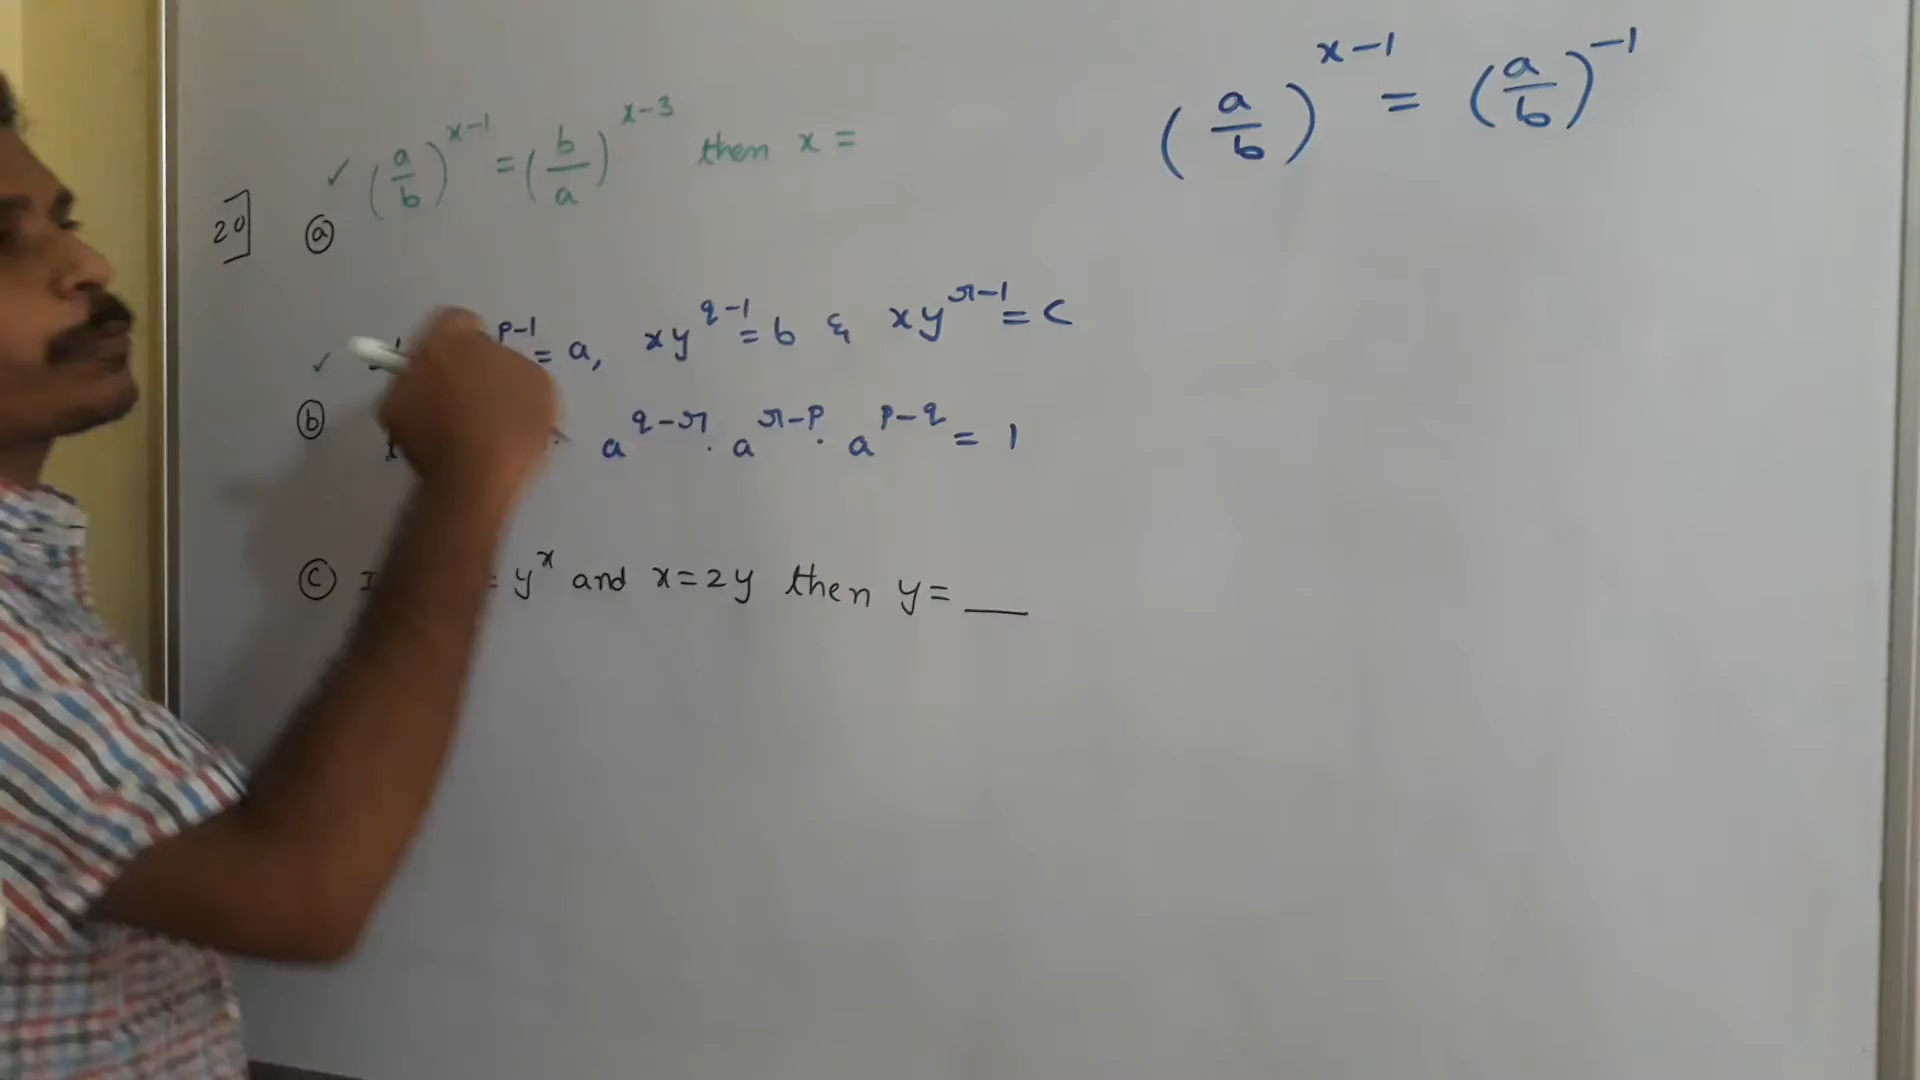 (a/b)^(x-1) = (b/a)^(x-3) then x =
(a/b)^(x-1) = (a/b)^(-1)
20]
ⓐ
✓ p-1 = a, xy^(q-1) = b & xy^(r-1) = c
ⓑ a^(q-r) . a^(r-p) . a^(p-q) = 1
ⓒ = y^x and x=2y then y= ___